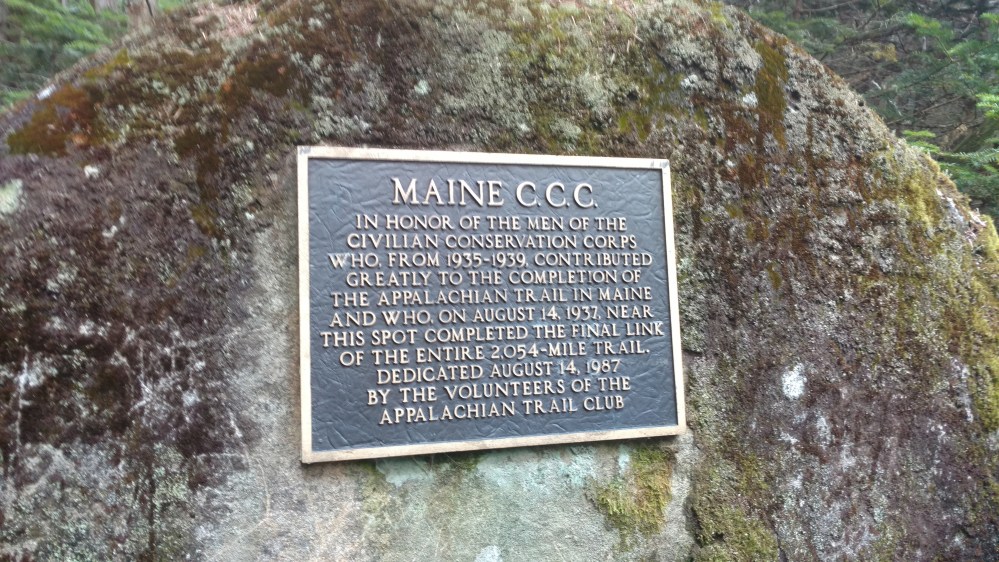 MAINE C.C.C.
IN HONOR OF THE MEN OF THE
CIVILIAN CONSERVATION CORPS
WHO, FROM 1935-1939, CONTRIBUTED
GREATLY TO THE COMPLETION OF
THE APPALACHIAN TRAIL IN MAINE
AND WHO, ON AUGUST 14, 1937, NEAR
THIS SPOT COMPLETED THE FINAL LINK
OF THE ENTIRE 2,054-MILE TRAIL.
DEDICATED AUGUST 14, 1987
BY THE VOLUNTEERS OF THE
APPALACHIAN TRAIL CLUB